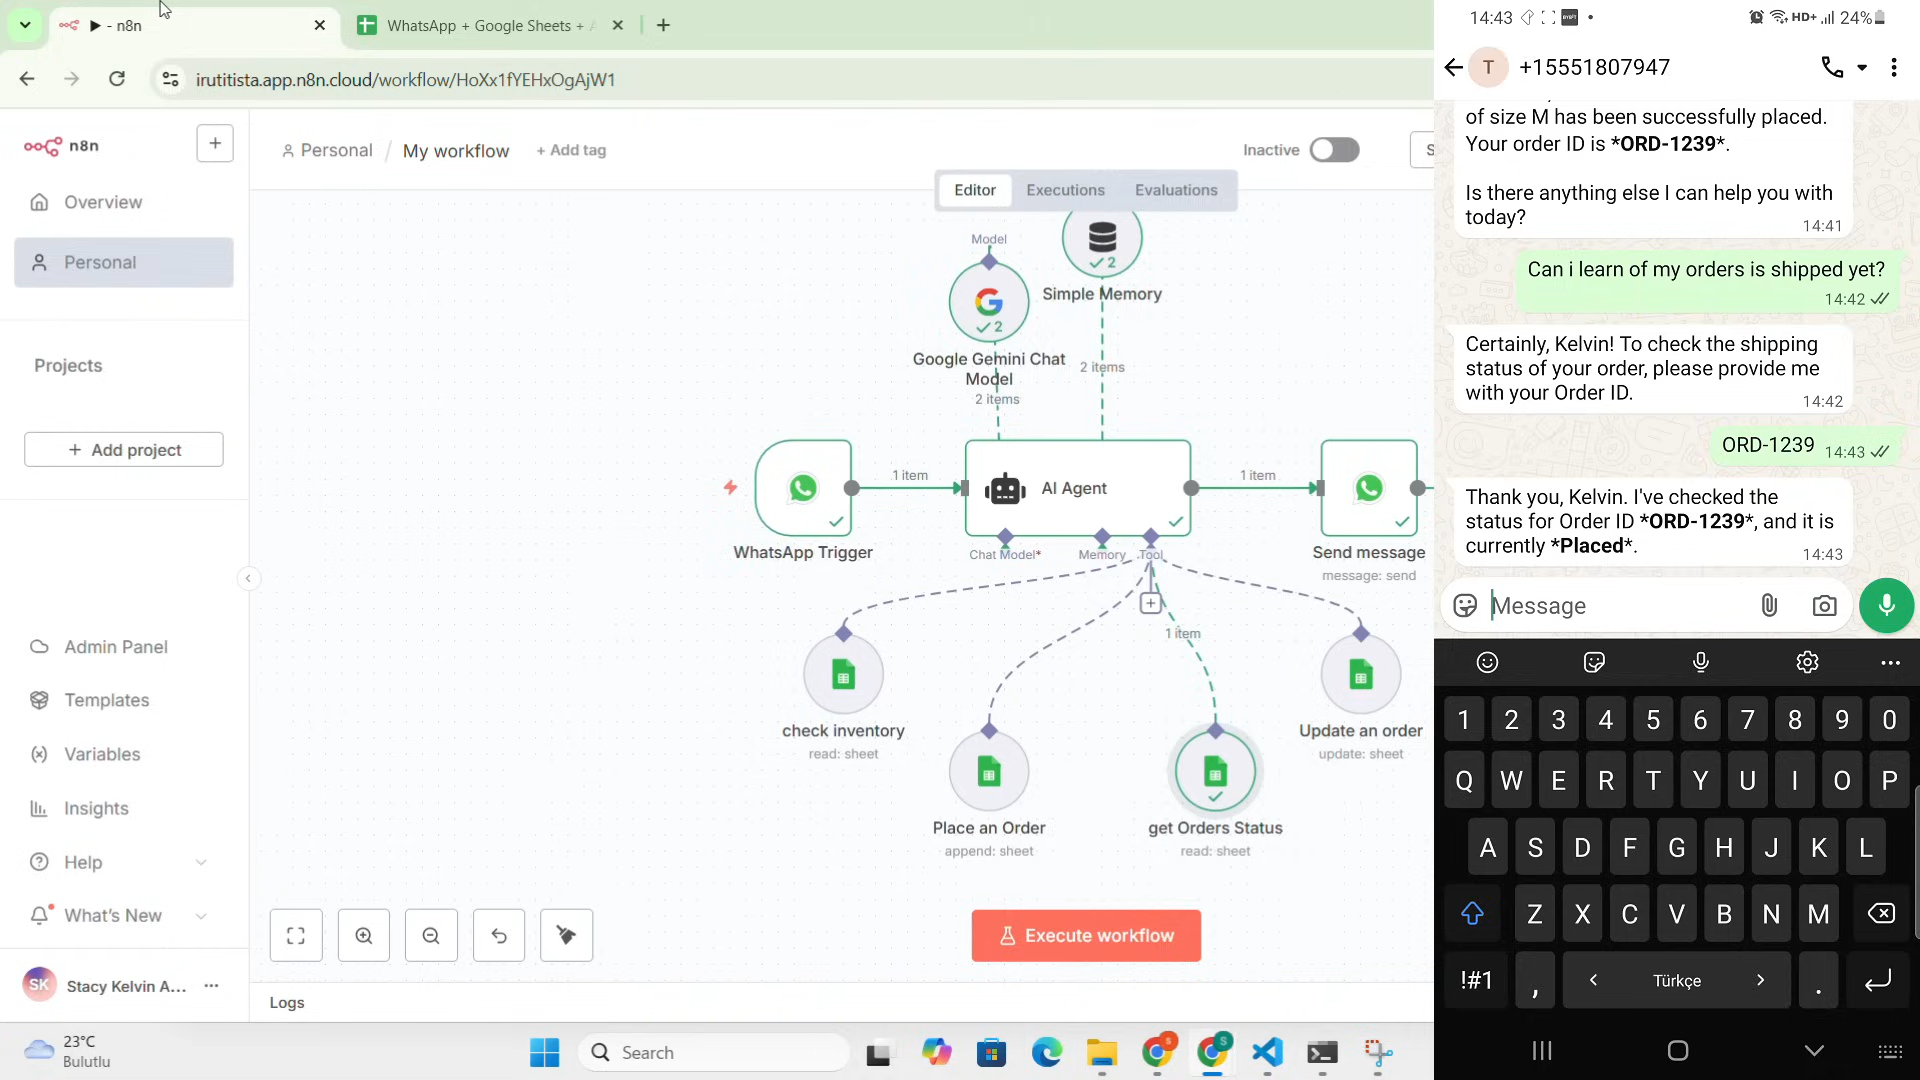 ▶ - n8n
WhatsApp + Google Sheets +
irutitista.app.n8n.cloud/workflow/HoXx1fYEHxOgAjW1
n8n
Overview
Personal
Projects
+ Add project
Admin Panel
Templates
Variables
Insights
Help
What's New
SK
Stacy Kelvin A...
Personal / My workflow
+ Add tag
Inactive
Editor
Executions
Evaluations
Model
2
Google Gemini Chat
Model
2 items
2
Simple Memory
2 items
WhatsApp Trigger
1 item
AI Agent
Chat Model*
Memory
Tool
1 item
Send message
message: send
1 item
check inventory
read: sheet
Place an Order
append: sheet
get Orders Status
read: sheet
Update an order
update: sheet
Execute workflow
Logs
23°C
Bulutlu
Search
14:43
HD+
24%
T
+15551807947
of size M has been successfully placed.
Your order ID is *ORD-1239*.
Is there anything else I can help you with
today?
14:41
Can i learn of my orders is shipped yet?
14:42
Certainly, Kelvin! To check the shipping
status of your order, please provide me
with your Order ID.
14:42
ORD-1239
14:43
Thank you, Kelvin. I've checked the
status for Order ID *ORD-1239*, and it is
currently *Placed*.
14:43
Message
1 2 3 4 5 6 7 8 9 0
Q W E R T Y U I O P
A S D F G H J K L
Z X C V B N M
!#1 , < Türkçe > .